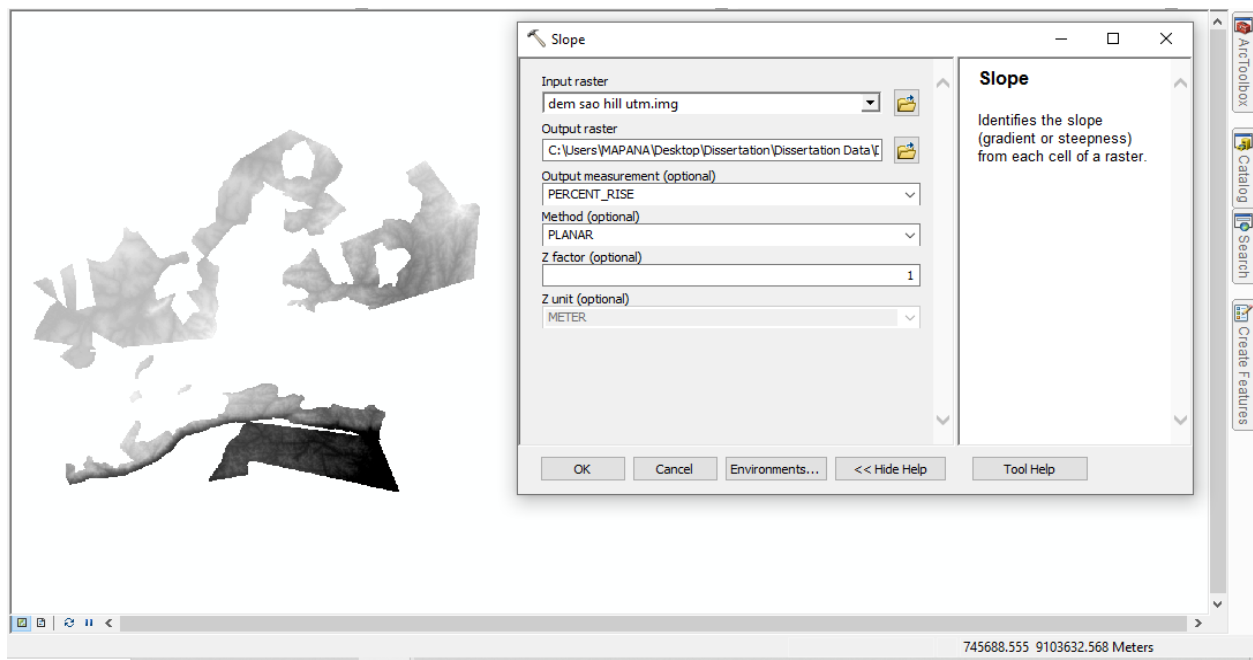 Slope
Input raster
dem sao hill utm.img
Output raster
C:\Users\MAPANA\Desktop\Dissertation\Dissertation Data\
Output measurement (optional)
PERCENT_RISE
Method (optional)
PLANAR
Z factor (optional)
1
Z unit (optional)
METER
Slope
Identifies the slope
(gradient or steepness)
from each cell of a raster.
OK
Cancel
Environments...
<< Hide Help
Tool Help
ArcToolbox
Catalog
Search
Create Features
745688.555 9103632.568 Meters